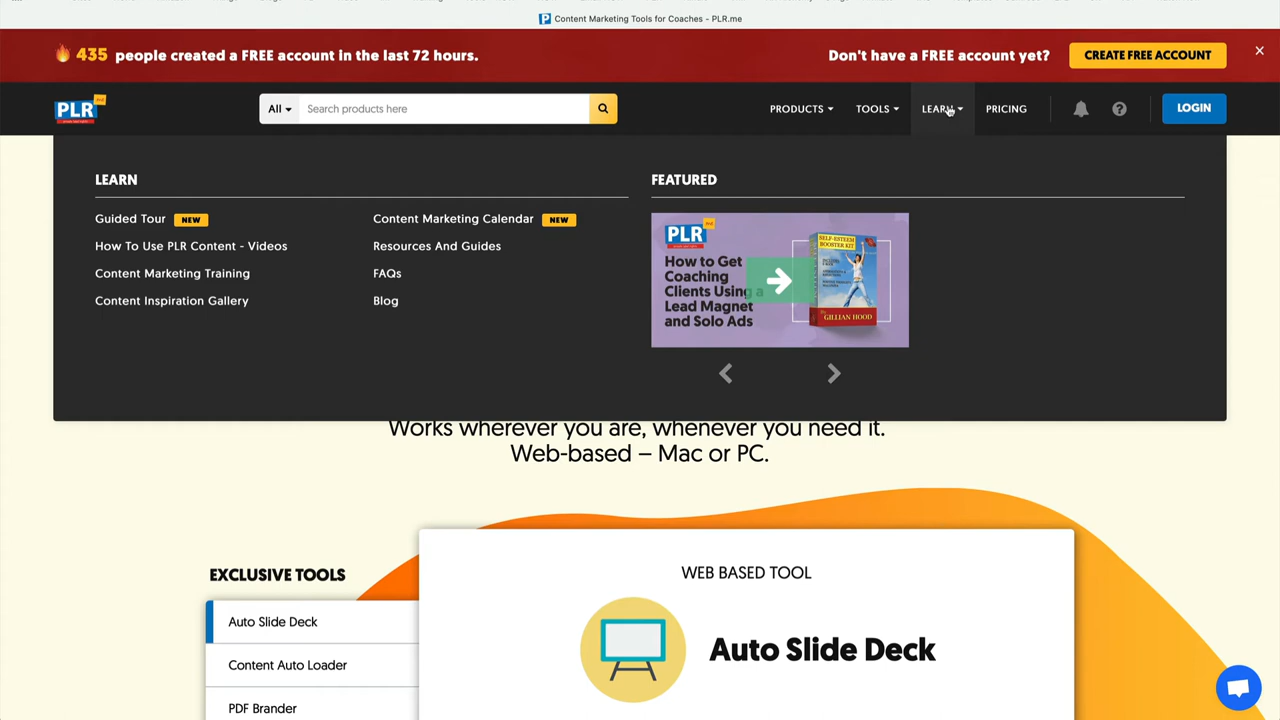 Content Marketing Tools for Coaches - PLR.me
435 people created a FREE account in the last 72 hours.
Don't have a FREE account yet?
CREATE FREE ACCOUNT
PLR me
All
Search products here
PRODUCTS
TOOLS
LEARN
PRICING
LOGIN
LEARN
Guided Tour NEW
How To Use PLR Content - Videos
Content Marketing Training
Content Inspiration Gallery
Content Marketing Calendar NEW
Resources And Guides
FAQs
Blog
FEATURED
PLR me
How to Get
Coaching
Clients Using a
Lead Magnet
and Solo Ads
SELF-ESTEEM
BOOSTER KIT
GILLIAN HOOD
Works wherever you are, whenever you need it.
Web-based – Mac or PC.
EXCLUSIVE TOOLS
Auto Slide Deck
Content Auto Loader
PDF Brander
WEB BASED TOOL
Auto Slide Deck